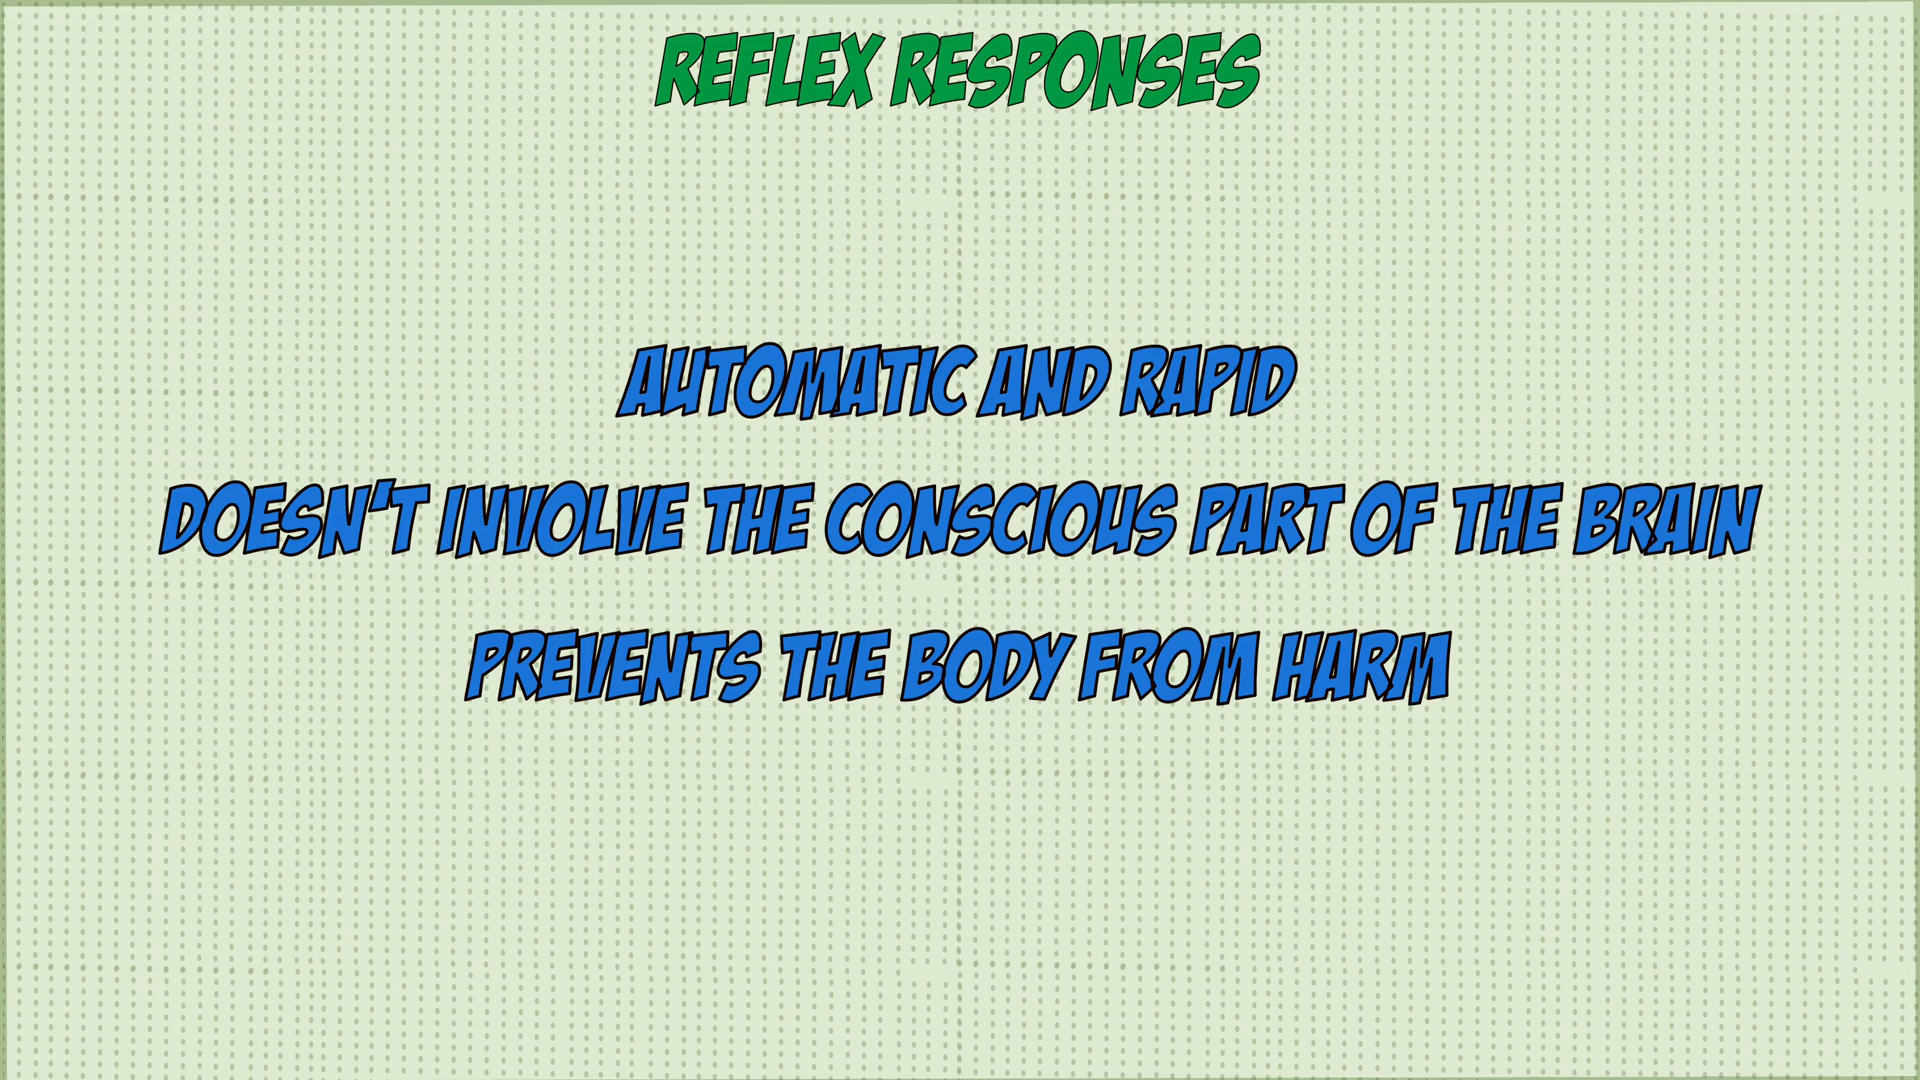 REFLEX RESPONSES
AUTOMATIC AND RAPID
DOESN'T INVOLVE THE CONSCIOUS PART OF THE BRAIN
PREVENTS THE BODY FROM HARM